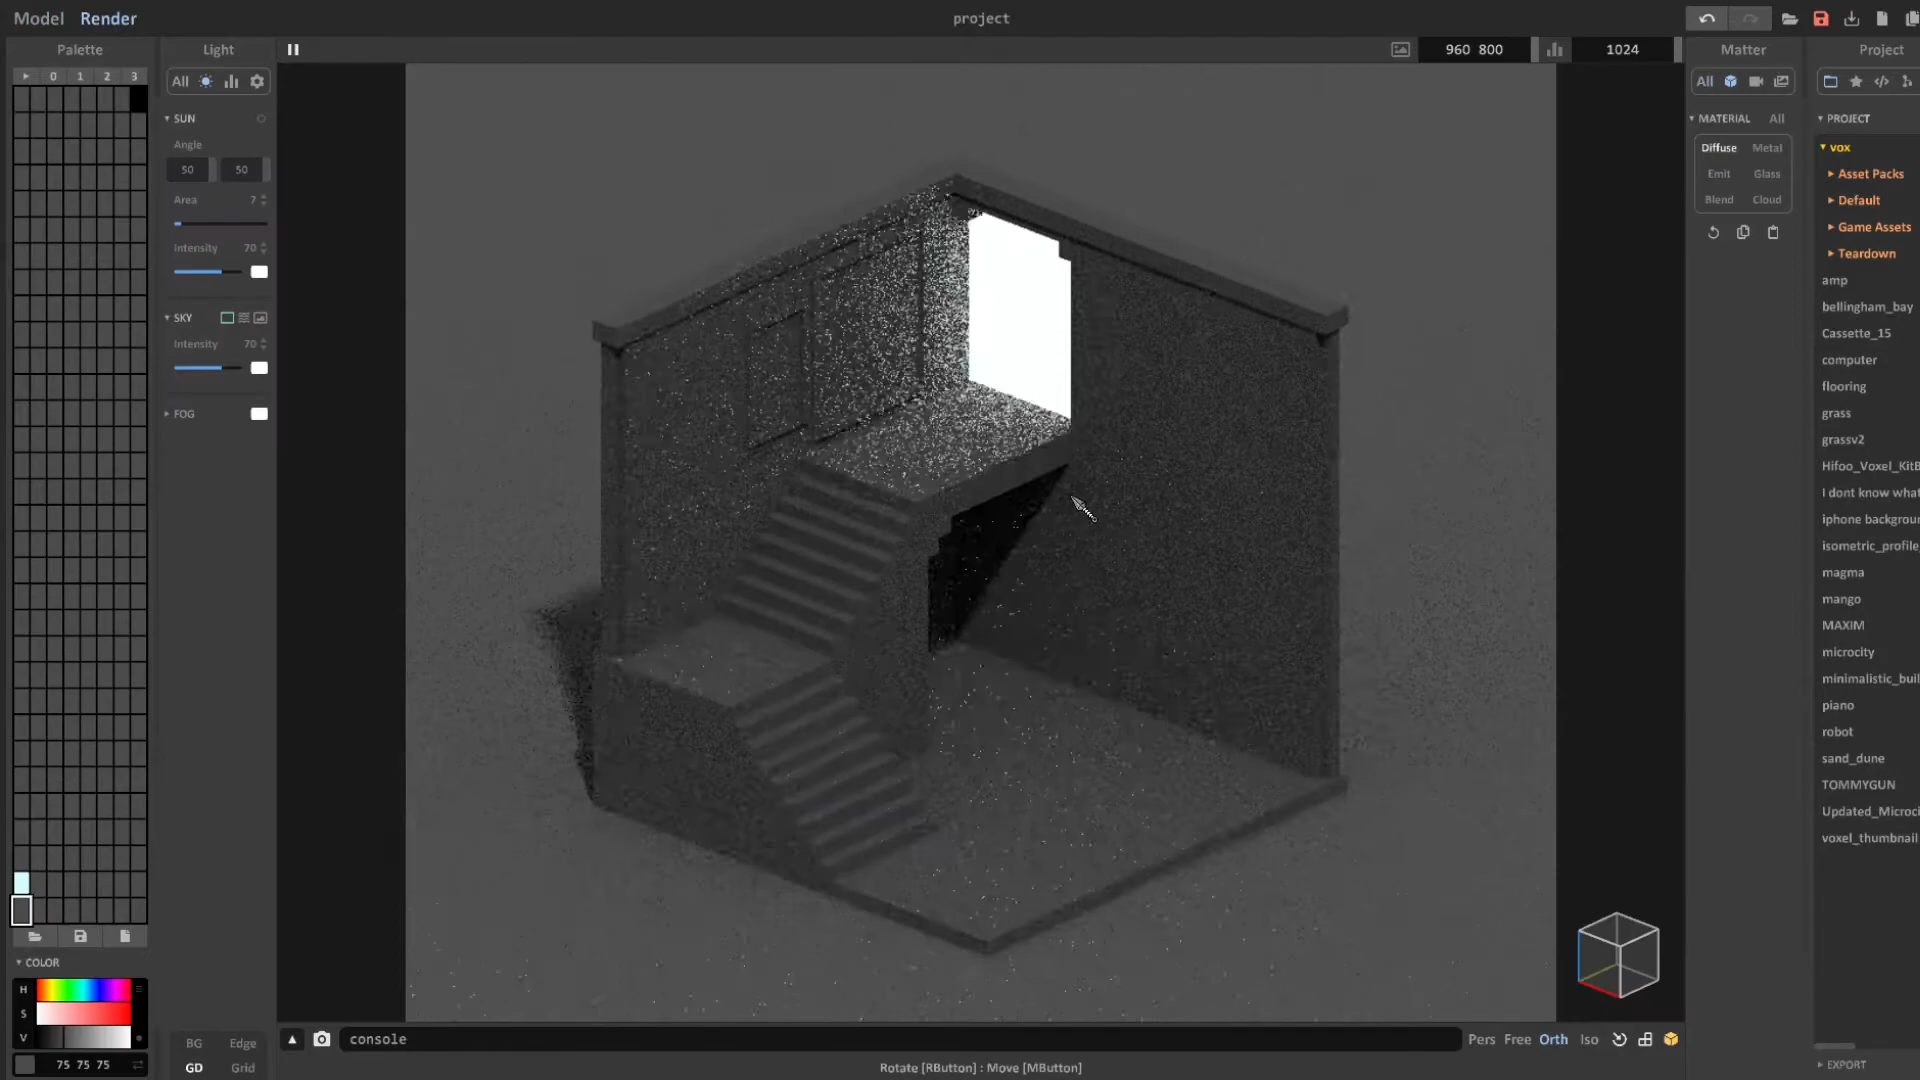 Model Render
project
Palette
Light
960 800
1024
Matter
Project
0 1 2 3
All
All
SUN
MATERIAL All
PROJECT
Angle
50 50
Diffuse Metal
vox
Emit Glass
Asset Packs
Area 7
Blend Cloud
Default
Game Assets
Intensity 70
Teardown
amp
bellingham_bay
SKY
Cassette_15
Intensity 70
computer
flooring
FOG
grass
grassv2
Hifoo_Voxel_KitB
I dont know what
iphone backgrou
isometric_profile_
magma
mango
MAXIM
microcity
minimalistic_buil
piano
robot
sand_dune
TOMMYGUN
Updated_Microci
voxel_thumbnail
COLOR
H
S
V
75 75 75
BG Edge
GD Grid
console
Pers Free Orth Iso
Rotate [RButton] : Move [MButton]
EXPORT